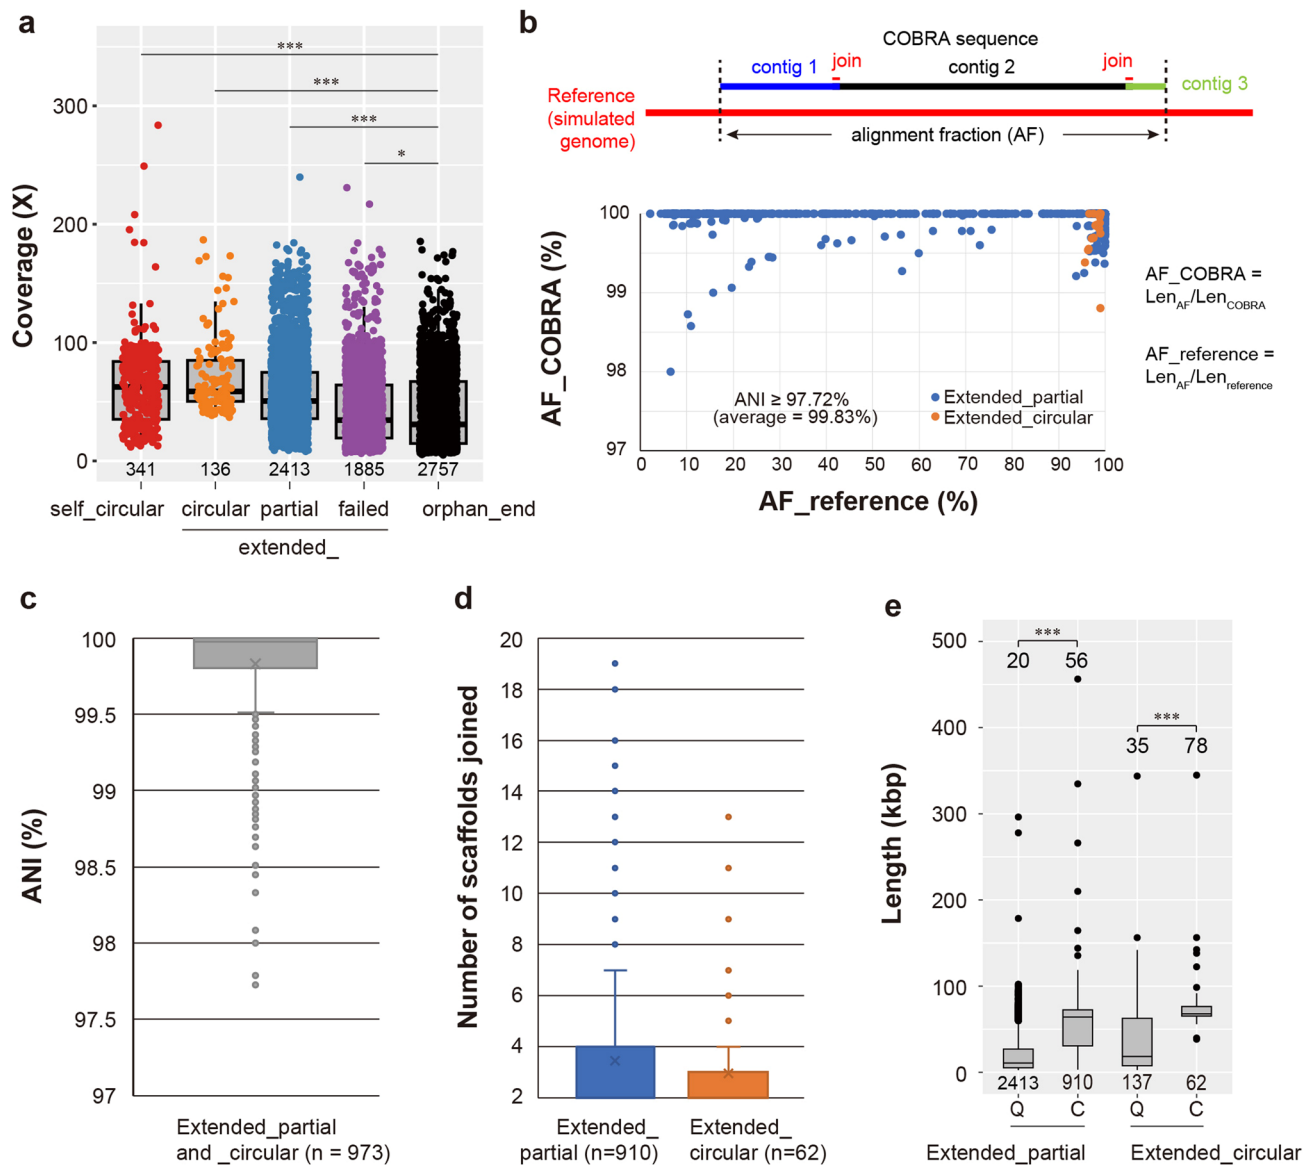 a
***
***
***
*
300
200
100
0
Coverage (X)
341 136 2413 1885 2757
self_circular circular partial failed orphan_end
extended_
b
COBRA sequence
contig 1 join contig 2 join contig 3
Reference
(simulated
genome)
alignment fraction (AF)
100
99
98
97
AF_COBRA (%)
ANI ≥ 97.72%
(average = 99.83%)
Extended_partial
Extended_circular
0 10 20 30 40 50 60 70 80 90 100
AF_reference (%)
AF_COBRA =
LenAF/LenCOBRA
AF_reference =
LenAF/Lenreference
c
100
99.5
99
98.5
98
97.5
97
ANI (%)
Extended_partial
and _circular (n = 973)
d
20
18
16
14
12
10
8
6
4
2
Number of scaffolds joined
Extended_
partial (n=910)
Extended_
circular (n=62)
e
500
400
300
200
100
0
Length (kbp)
***
20 56
***
35 78
2413 910 137 62
Q C Q C
Extended_partial Extended_circular